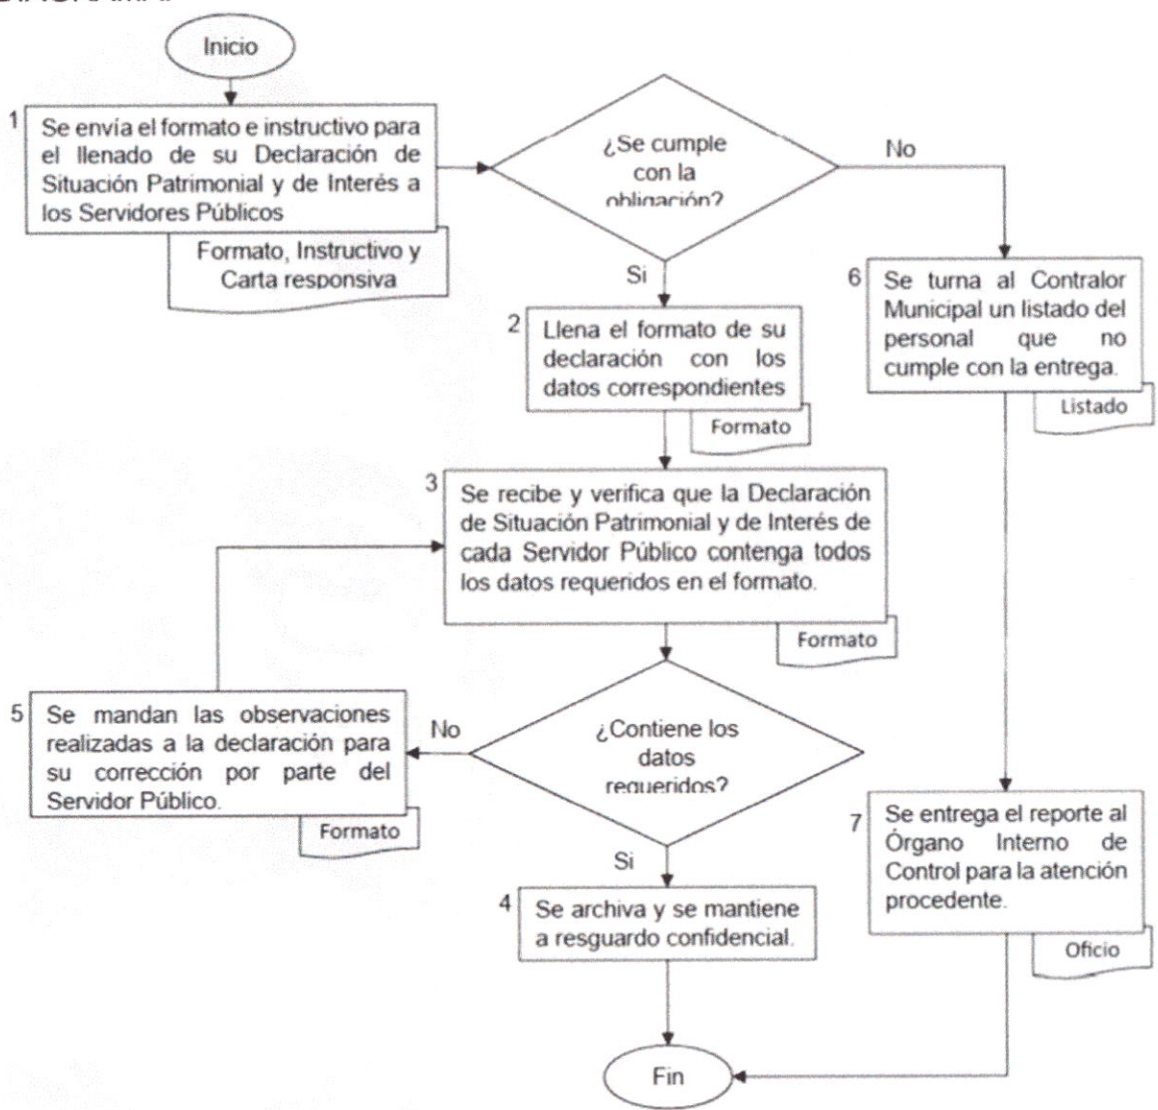 Inicio
1
Se envía el formato e instructivo para
el llenado de su Declaración de
Situación Patrimonial y de Interés a
los Servidores Públicos
Formato, Instructivo y
Carta responsiva
¿Se cumple
con la
obligación?
No
Si
2
Llena el formato de su
declaración con los
datos correspondientes
Formato
6
Se turna al Contralor
Municipal un listado del
personal que no
cumple con la entrega.
Listado
3
Se recibe y verifica que la Declaración
de Situación Patrimonial y de Interés de
cada Servidor Público contenga todos
los datos requeridos en el formato.
Formato
¿Contiene los
datos
requeridos?
No
5
Se mandan las observaciones
realizadas a la declaración para
su corrección por parte del
Servidor Público.
Formato
Si
4
Se archiva y se mantiene
a resguardo confidencial.
7
Se entrega el reporte al
Órgano Interno de
Control para la atención
procedente.
Oficio
Fin